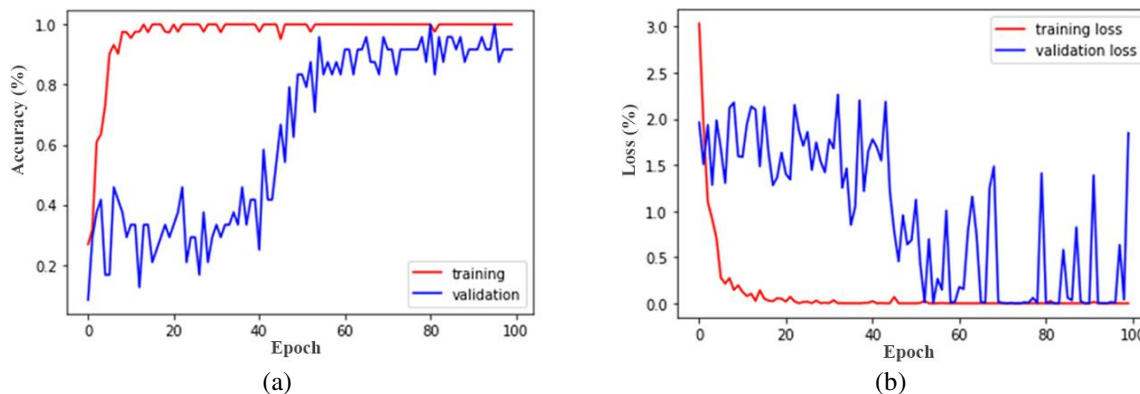 1.0
0.8
0.6
0.4
0.2
Accuracy (%)
training
validation
0 20 40 60 80 100
Epoch
(a)
3.0
2.5
2.0
1.5
1.0
0.5
0.0
Loss (%)
training loss
validation loss
0 20 40 60 80 100
Epoch
(b)